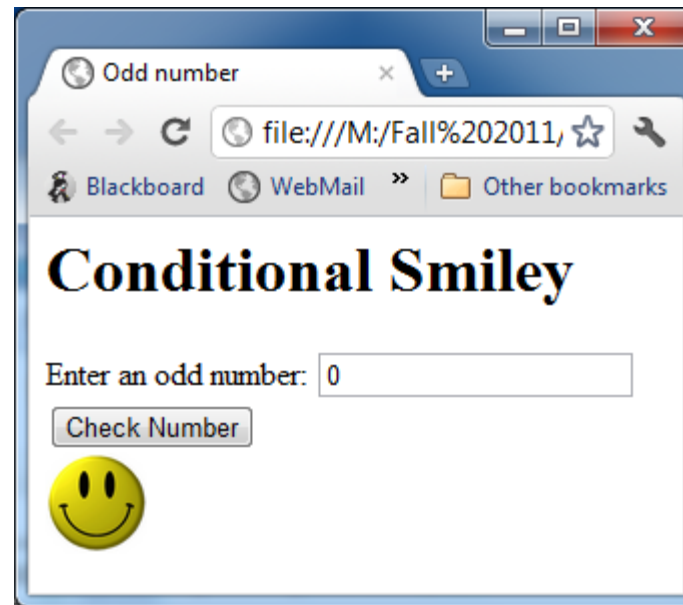 Odd number
file:///M:/Fall%202011/
Blackboard WebMail » Other bookmarks
Conditional Smiley
Enter an odd number: 0
Check Number